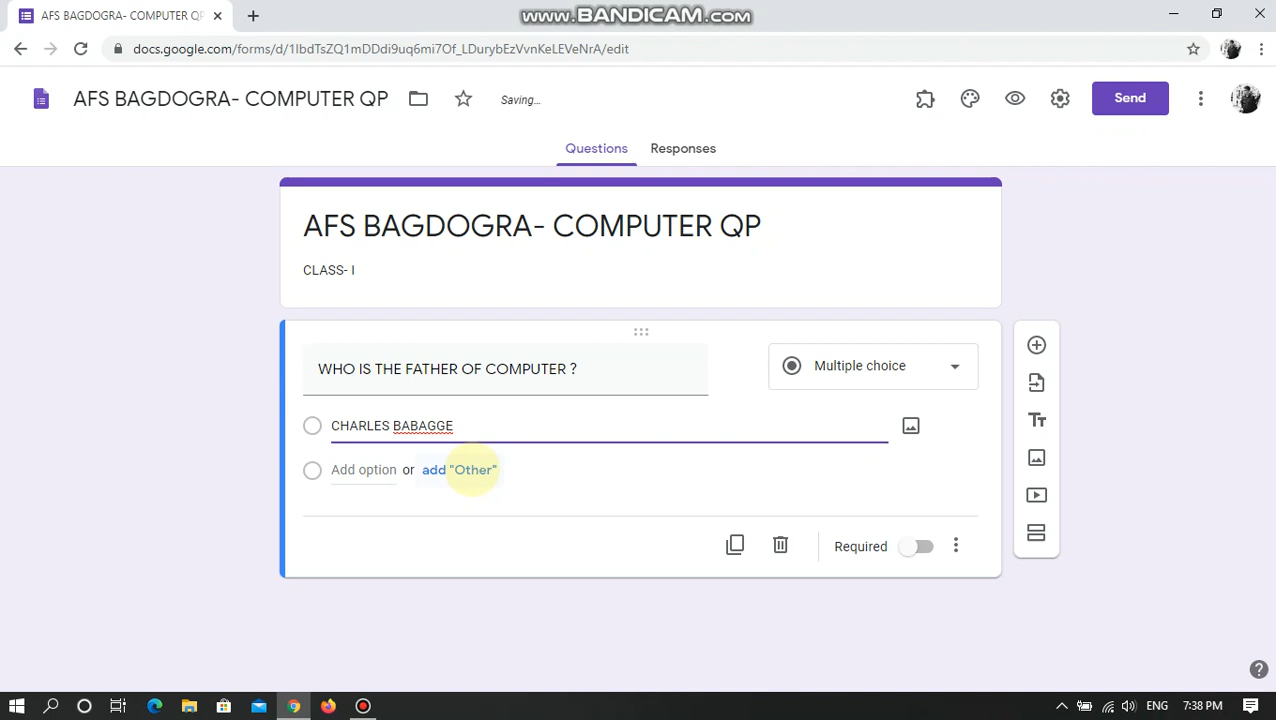 AFS BAGDOGRA- COMPUTER QP
www.BANDICAM.com
docs.google.com/forms/d/1IbdTsZQ1mDDdi9uq6mi7Of_LDurybEzVvnKeLEVeNrA/edit
AFS BAGDOGRA- COMPUTER QP
Saving...
Send
Questions
Responses
AFS BAGDOGRA- COMPUTER QP
CLASS- I
WHO IS THE FATHER OF COMPUTER ?
Multiple choice
CHARLES BABAGGE
Add option or add "Other"
Required
ENG
7:38 PM